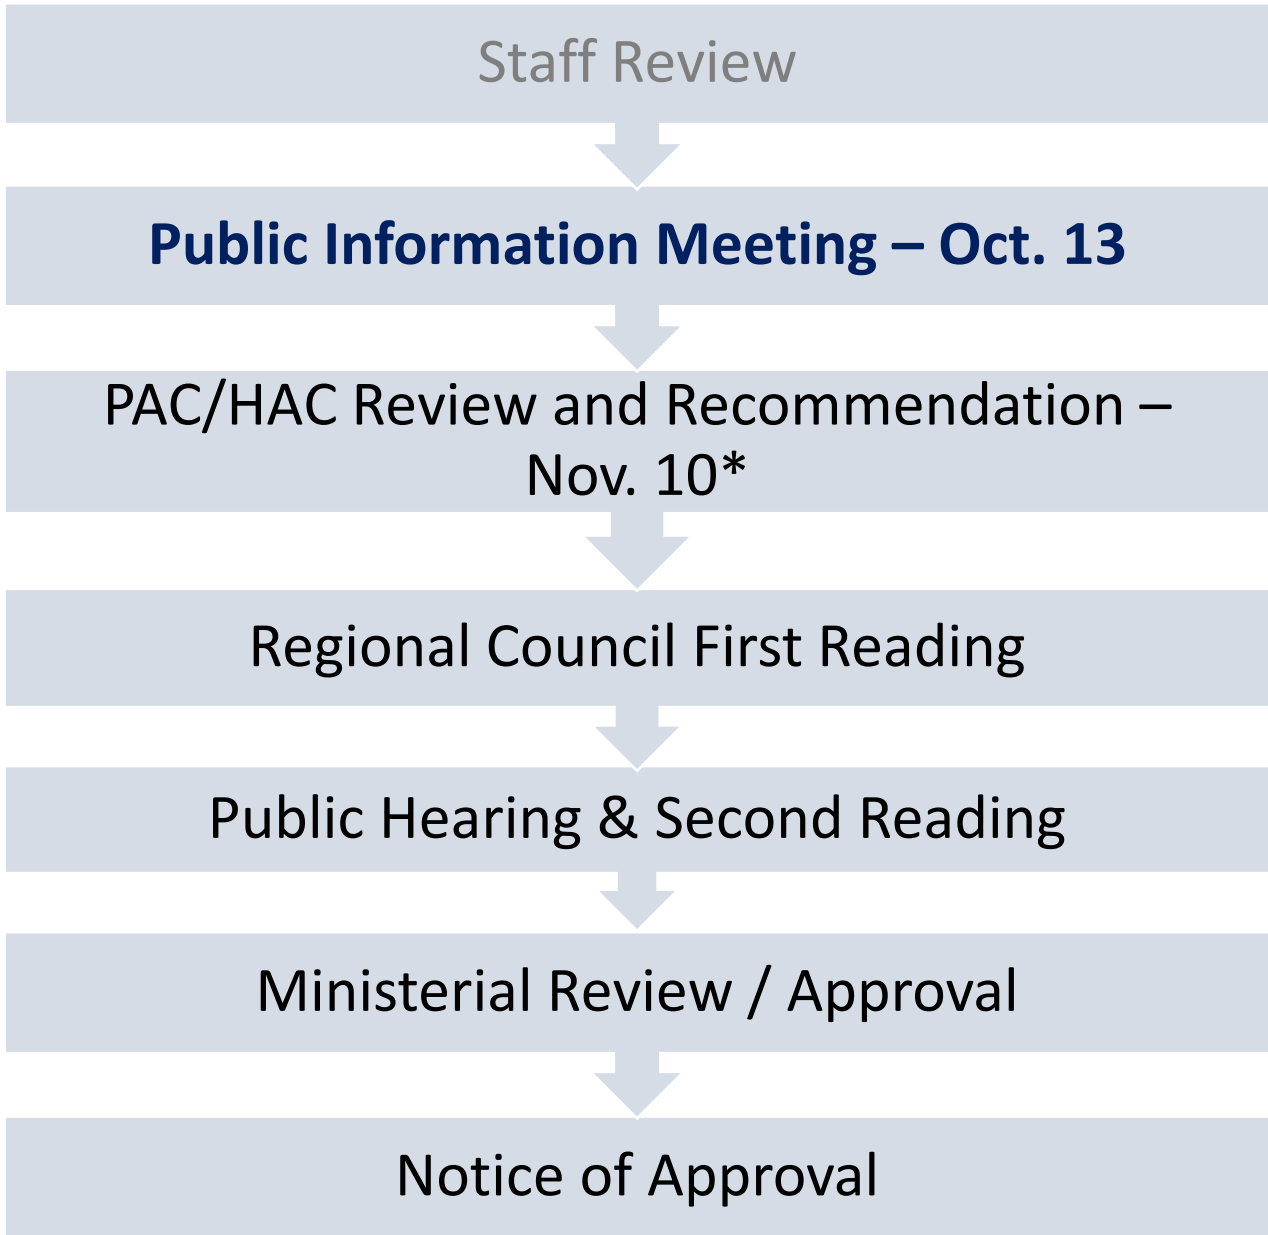 Staff Review
Public Information Meeting – Oct. 13
PAC/HAC Review and Recommendation –
Nov. 10*
Regional Council First Reading
Public Hearing & Second Reading
Ministerial Review / Approval
Notice of Approval